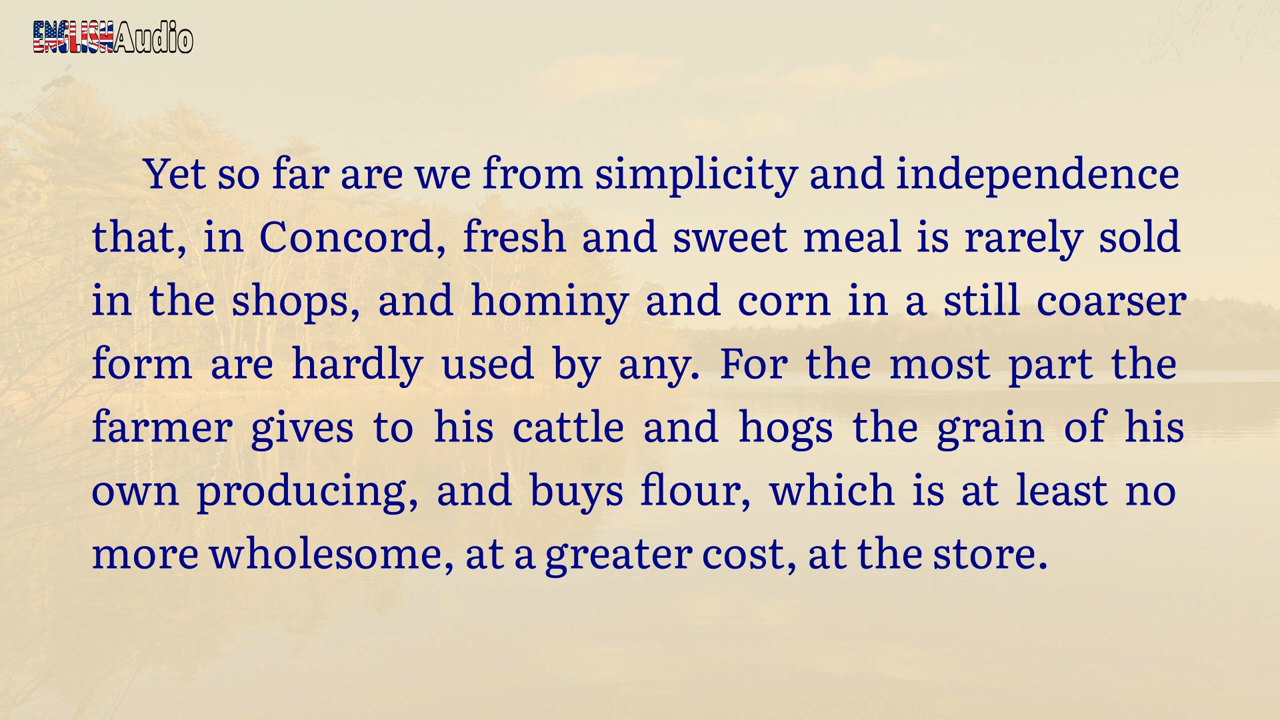 ENGLISHAudio
Yet so far are we from simplicity and independence
that, in Concord, fresh and sweet meal is rarely sold
in the shops, and hominy and corn in a still coarser
form are hardly used by any. For the most part the
farmer gives to his cattle and hogs the grain of his
own producing, and buys flour, which is at least no
more wholesome, at a greater cost, at the store.